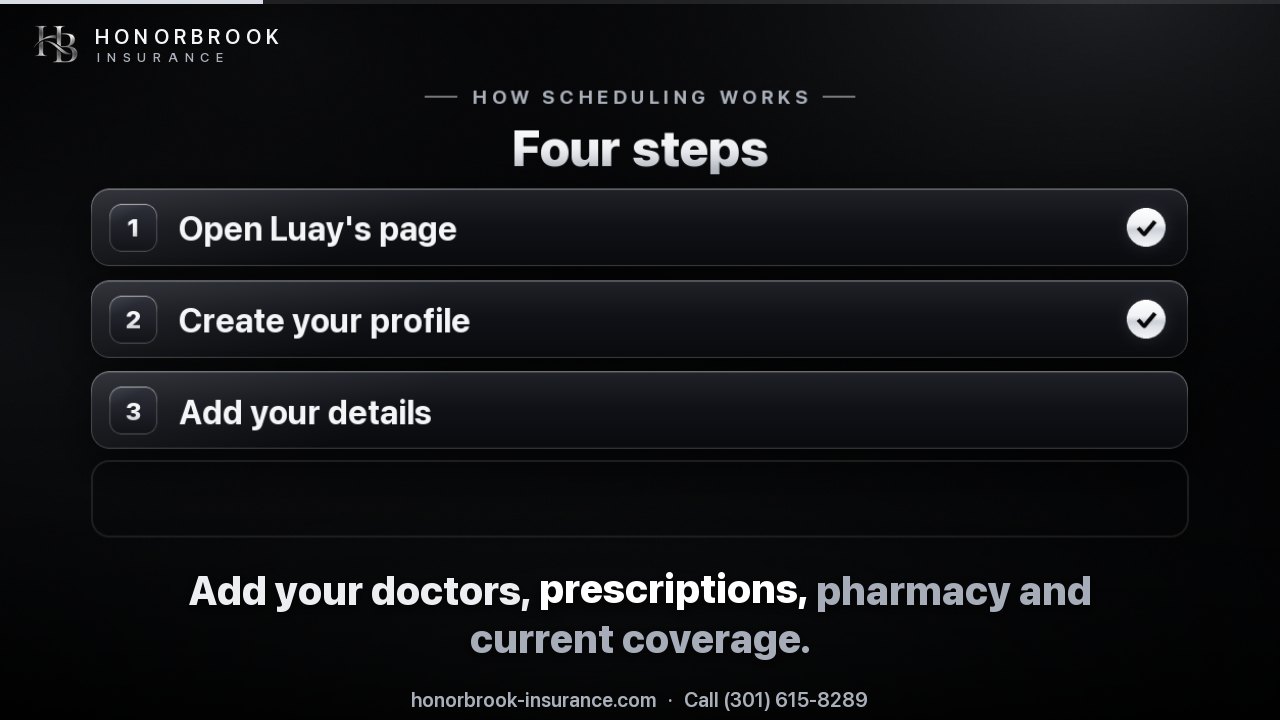 HONORBROOK
INSURANCE
HOW SCHEDULING WORKS
Four steps
1 Open Luay's page
2 Create your profile
3 Add your details
Add your doctors, prescriptions, pharmacy and
current coverage.
honorbrook-insurance.com · Call (301) 615-8289